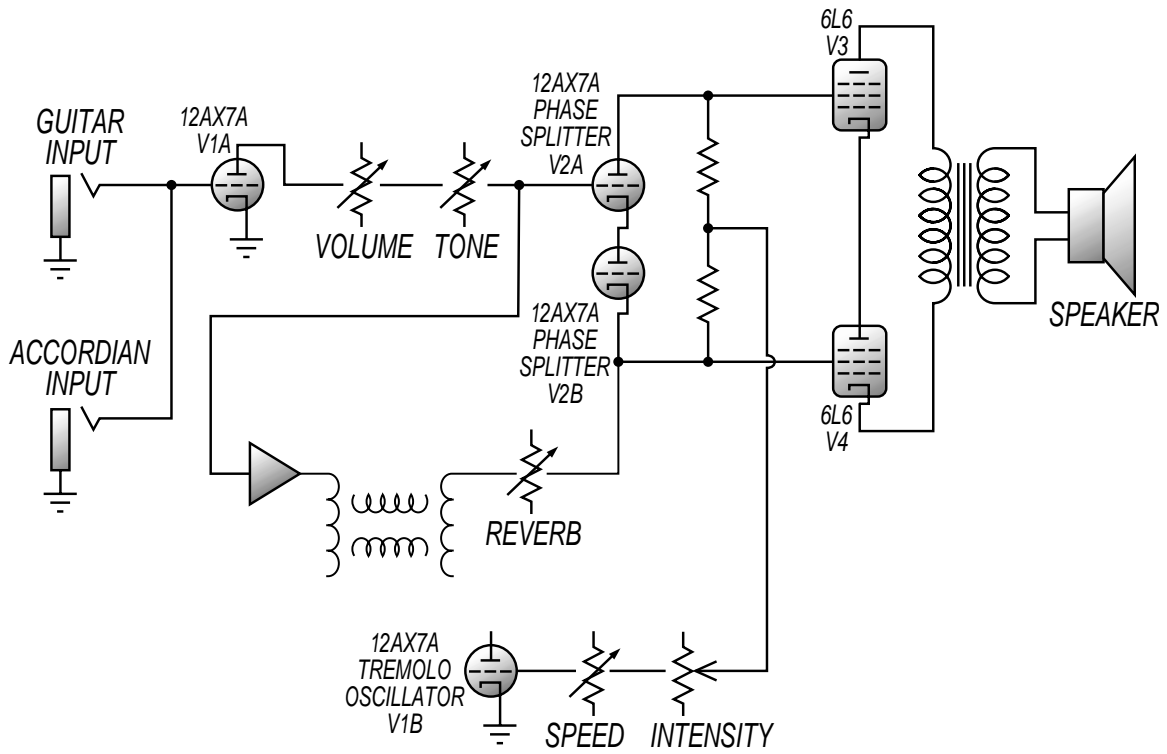 GUITAR
INPUT
12AX7A
V1A
VOLUME
TONE
12AX7A
PHASE
SPLITTER
V2A
6L6
V3
ACCORDIAN
INPUT
12AX7A
PHASE
SPLITTER
V2B
6L6
V4
SPEAKER
REVERB
12AX7A
TREMOLO
OSCILLATOR
V1B
SPEED
INTENSITY